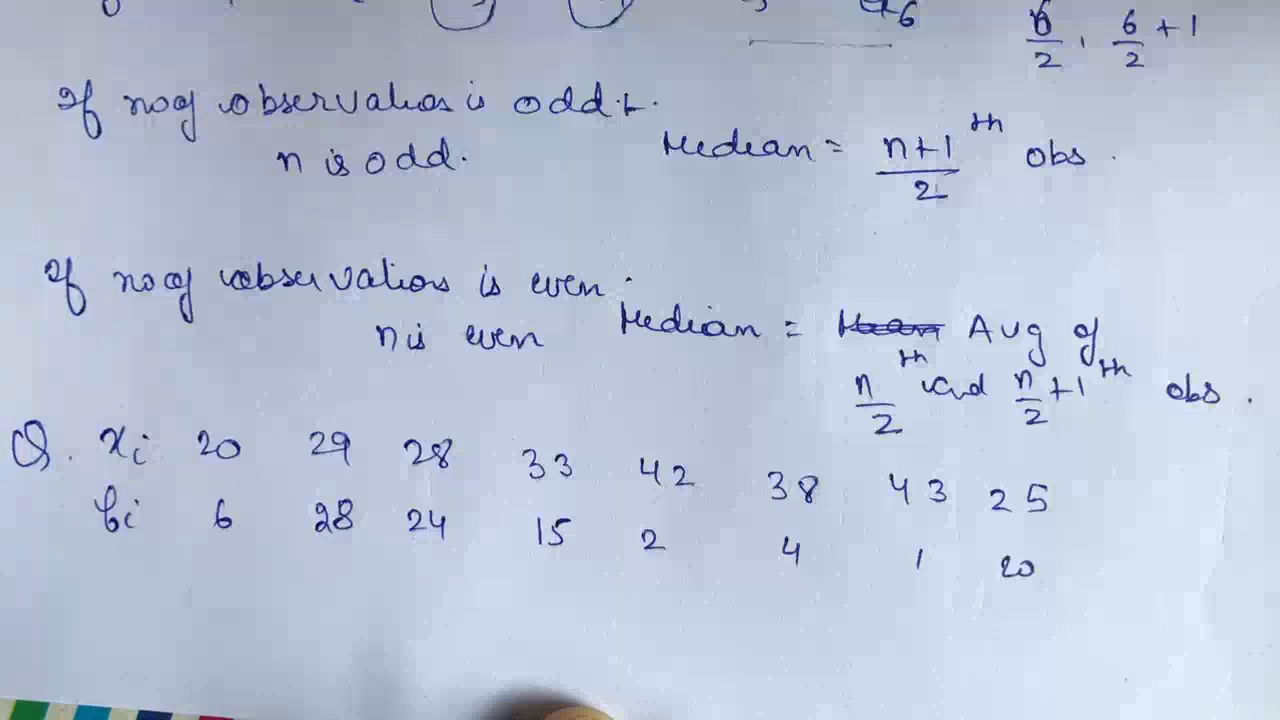 6/2, 6/2 + 1
If no of observations is odd.
n is odd. Median = n+1/2 th obs.
If no of observations is even.
n is even Median = Avg of
n/2 th and n/2 + 1 th obs.
Q. xi 20 29 28 33 42 38 43 25
fi 6 28 24 15 2 4 1 20